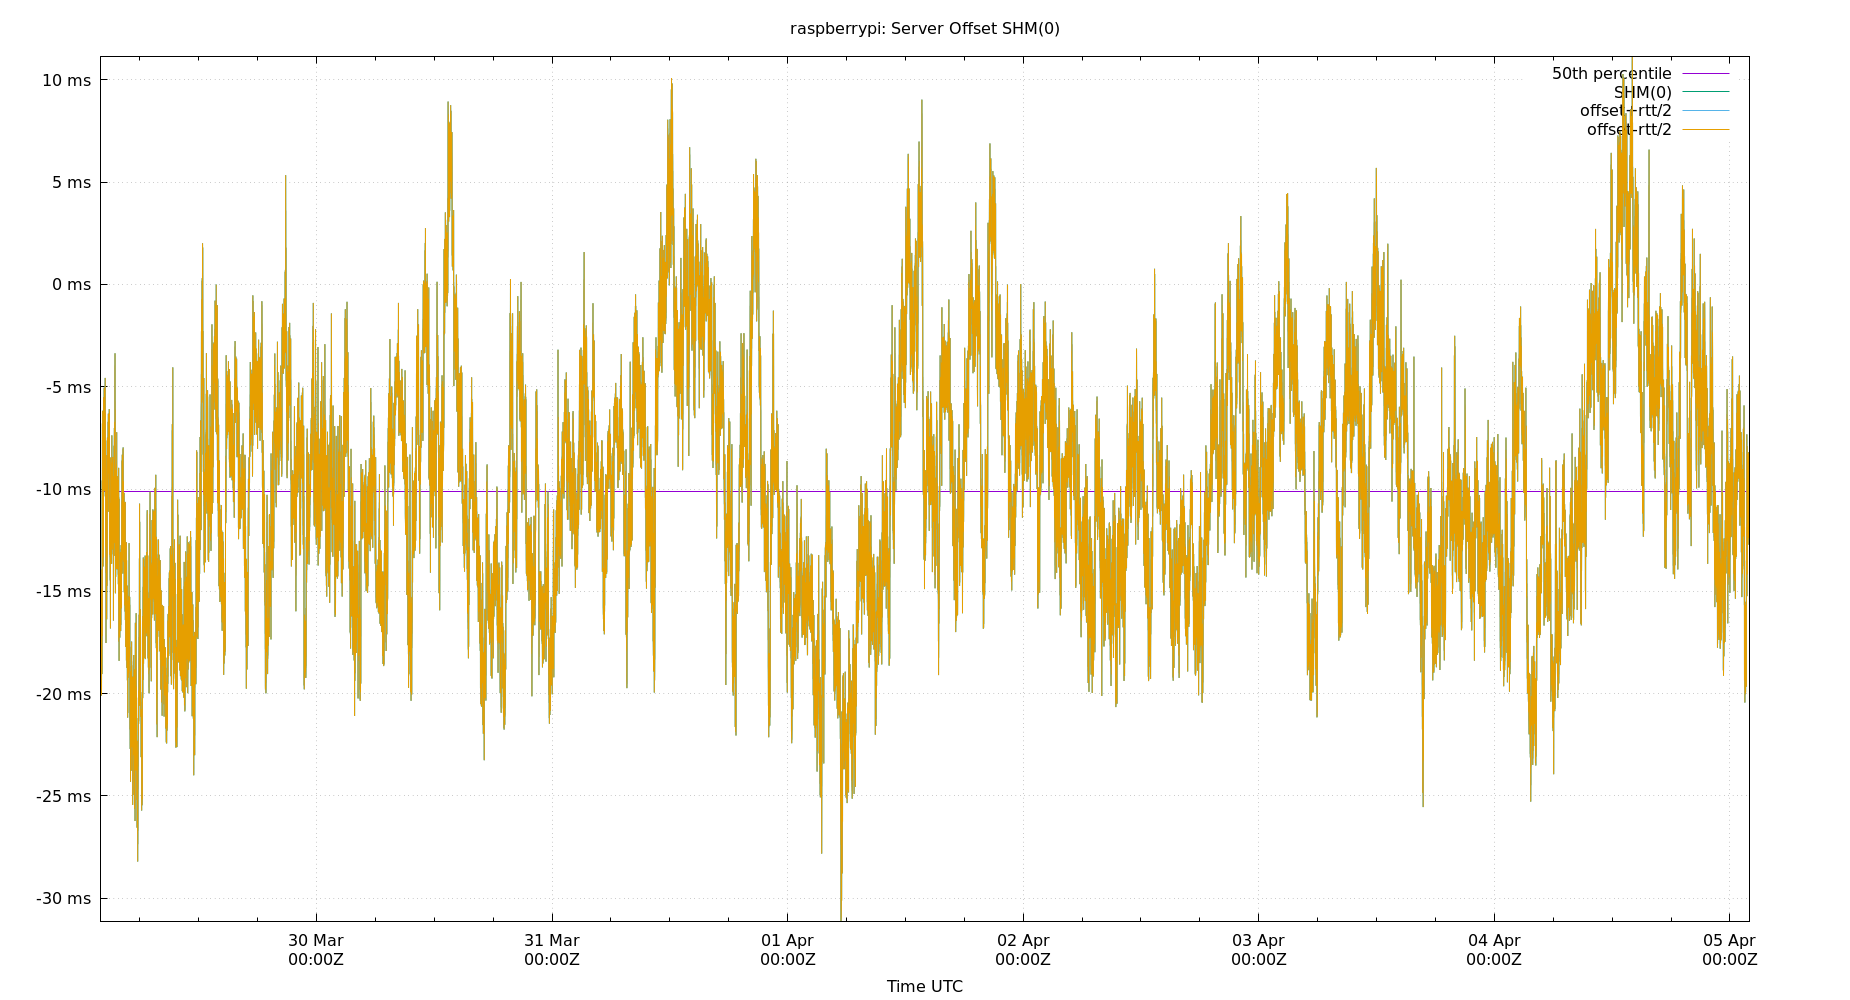 raspberrypi: Server Offset SHM(0)
10 ms
5 ms
0 ms
-5 ms
-10 ms
-15 ms
-20 ms
-25 ms
-30 ms
50th percentile
SHM(0)
offset+rtt/2
offset-rtt/2
30 Mar 31 Mar 01 Apr 02 Apr 03 Apr 04 Apr 05 Apr
00:00Z 00:00Z 00:00Z 00:00Z 00:00Z 00:00Z 00:00Z
Time UTC